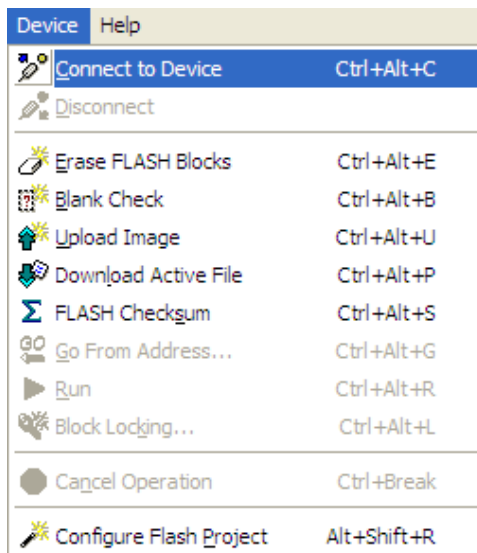 Device Help
Connect to Device Ctrl+Alt+C
Disconnect
Erase FLASH Blocks Ctrl+Alt+E
Blank Check Ctrl+Alt+B
Upload Image Ctrl+Alt+U
Download Active File Ctrl+Alt+P
Σ FLASH Checksum Ctrl+Alt+S
GO Go From Address... Ctrl+Alt+G
Run Ctrl+Alt+R
Block Locking... Ctrl+Alt+L
Cancel Operation Ctrl+Break
Configure Flash Project Alt+Shift+R